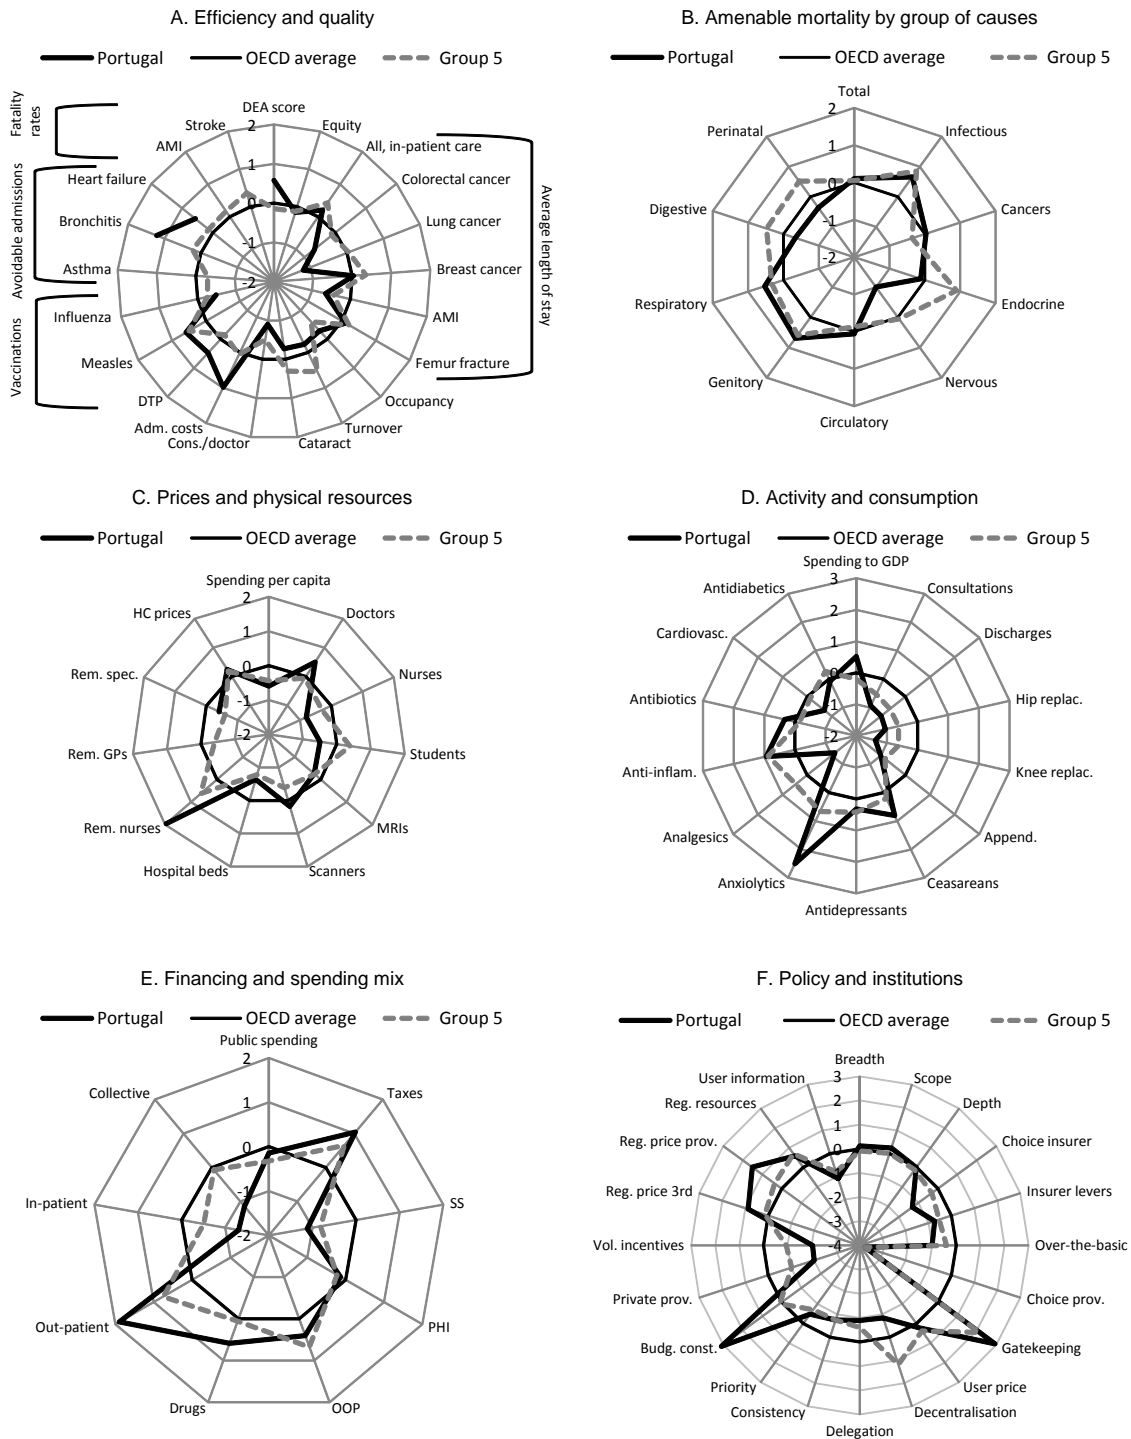 A. Efficiency and quality
Portugal OECD average Group 5
Fatality rates
Avoidable admissions
Vaccinations
Average length of stay
DEA score
Equity
All, in-patient care
Colorectal cancer
Lung cancer
Breast cancer
AMI
Femur fracture
Occupancy
Turnover
Cataract
Cons./doctor
Adm. costs
DTP
Measles
Influenza
Asthma
Bronchitis
Heart failure
AMI
Stroke
2
1
0
-1
-2
B. Amenable mortality by group of causes
Portugal OECD average Group 5
Total
Infectious
Cancers
Endocrine
Nervous
Circulatory
Genitory
Respiratory
Digestive
Perinatal
2
1
0
-1
-2
C. Prices and physical resources
Portugal OECD average Group 5
Spending per capita
Doctors
Nurses
Students
MRIs
Scanners
Hospital beds
Rem. nurses
Rem. GPs
Rem. spec.
HC prices
2
1
0
-1
-2
D. Activity and consumption
Portugal OECD average Group 5
Spending to GDP
Consultations
Discharges
Hip replac.
Knee replac.
Append.
Ceasareans
Antidepressants
Anxiolytics
Analgesics
Anti-inflam.
Antibiotics
Cardiovasc.
Antidiabetics
3
2
1
0
-1
-2
E. Financing and spending mix
Portugal OECD average Group 5
Public spending
Taxes
SS
PHI
OOP
Drugs
Out-patient
In-patient
Collective
2
1
0
-1
-2
F. Policy and institutions
Portugal OECD average Group 5
Breadth
Scope
Depth
Choice insurer
Insurer levers
Over-the-basic
Choice prov.
Gatekeeping
User price
Decentralisation
Delegation
Consistency
Priority
Budg. const.
Private prov.
Vol. incentives
Reg. price 3rd
Reg. price prov.
Reg. resources
User information
3
2
1
0
-1
-2
-3
-4